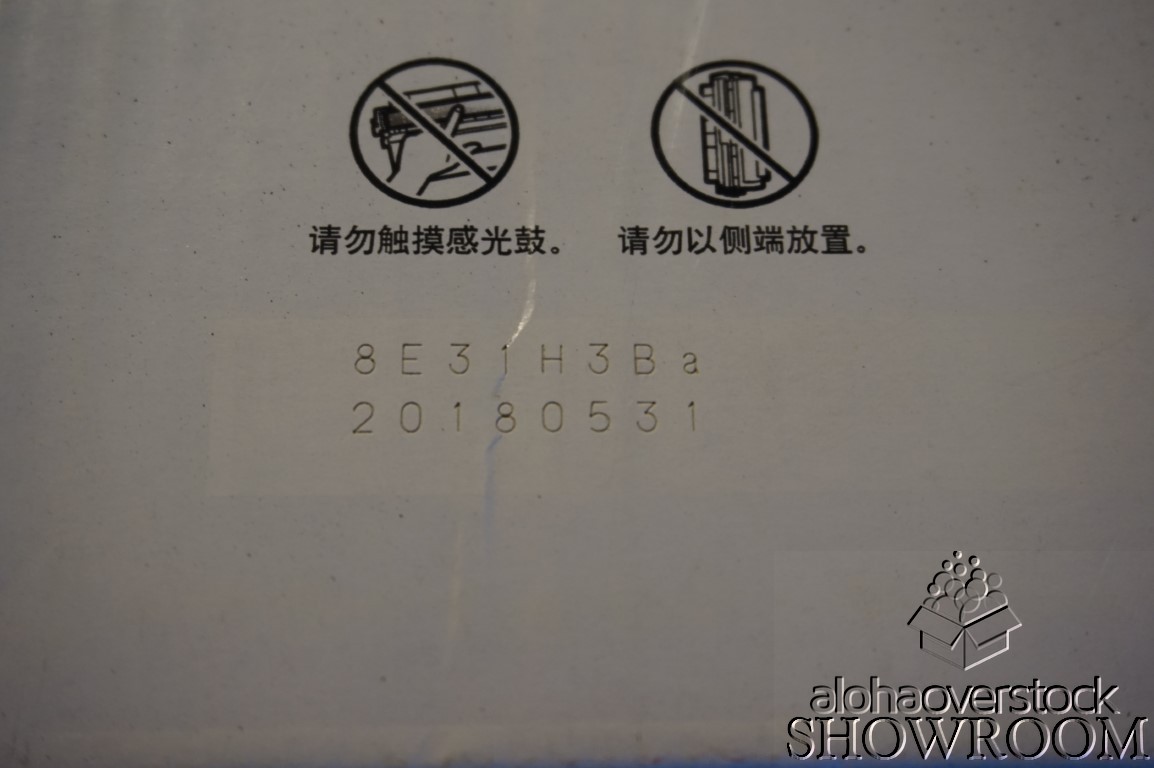 请勿触摸感光鼓。 请勿以侧端放置。
8E31H3Ba
20180531
alohaoverstock
SHOWROOM